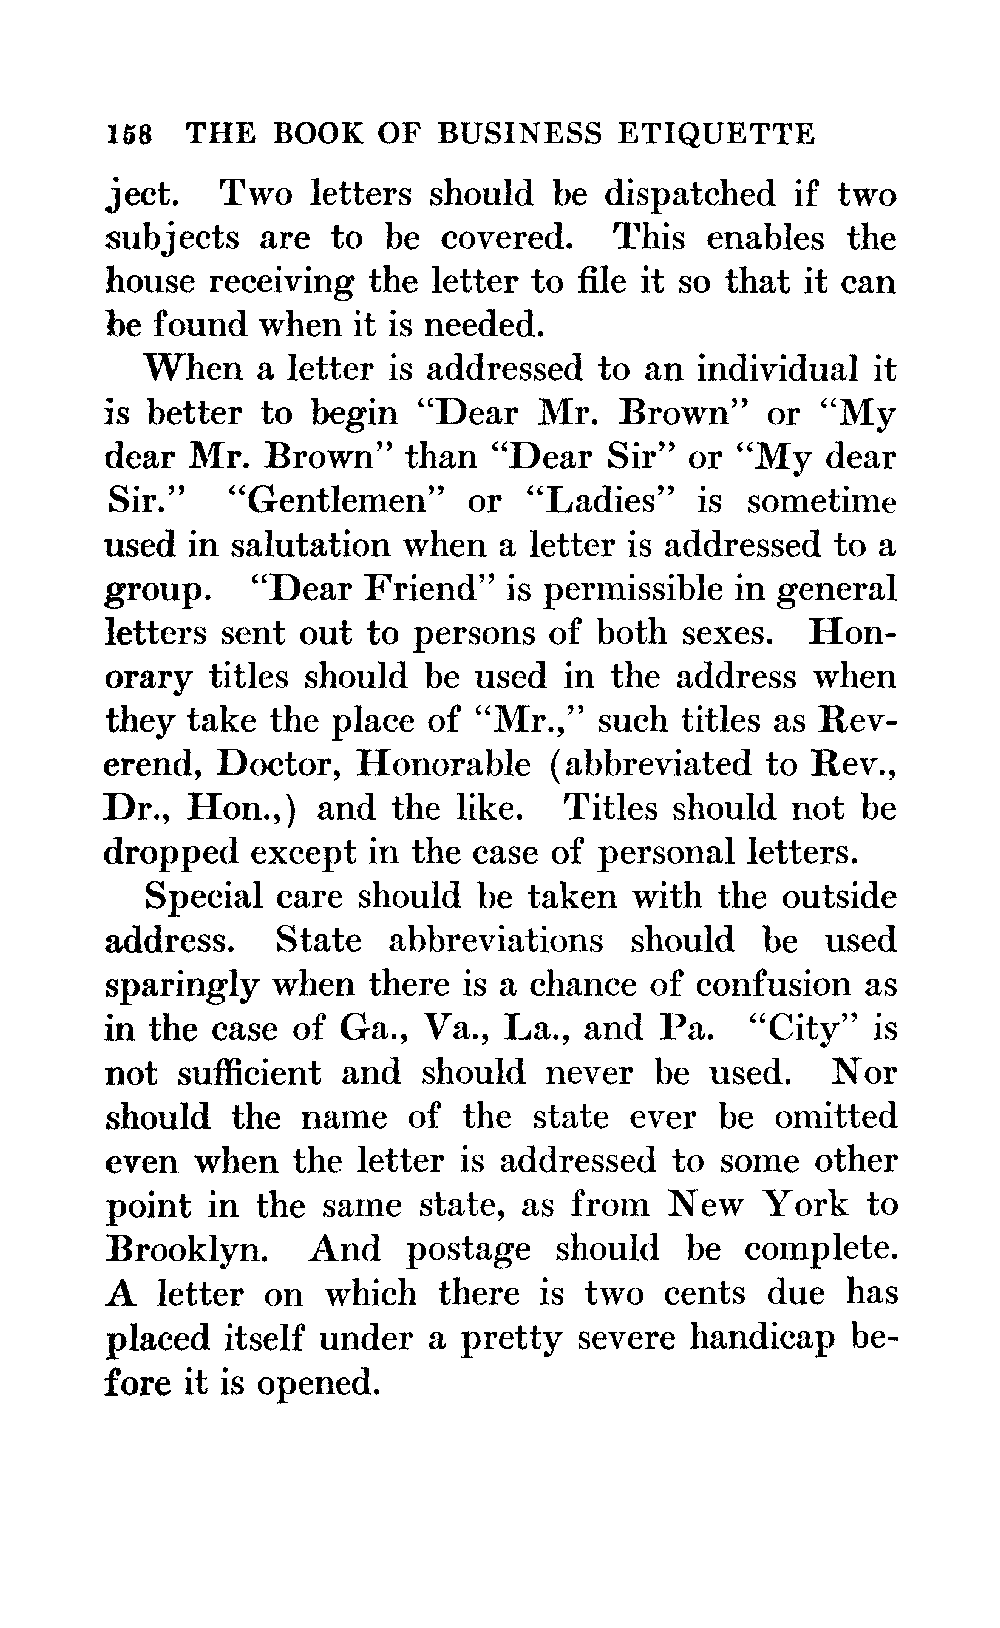 158 THE BOOK OF BUSINESS ETIQUETTE
ject. Two letters should be dispatched if two
subjects are to be covered. This enables the
house receiving the letter to file it so that it can
be found when it is needed.
When a letter is addressed to an individual it
is better to begin “Dear Mr. Brown” or “My
dear Mr. Brown” than “Dear Sir” or “My dear
Sir.” “Gentlemen” or “Ladies” is sometime
used in salutation when a letter is addressed to a
group. “Dear Friend” is permissible in general
letters sent out to persons of both sexes. Hon-
orary titles should be used in the address when
they take the place of “Mr.,” such titles as Rev-
erend, Doctor, Honorable (abbreviated to Rev.,
Dr., Hon.,) and the like. Titles should not be
dropped except in the case of personal letters.
Special care should be taken with the outside
address. State abbreviations should be used
sparingly when there is a chance of confusion as
in the case of Ga., Va., La., and Pa. “City” is
not sufficient and should never be used. Nor
should the name of the state ever be omitted
even when the letter is addressed to some other
point in the same state, as from New York to
Brooklyn. And postage should be complete.
A letter on which there is two cents due has
placed itself under a pretty severe handicap be-
fore it is opened.